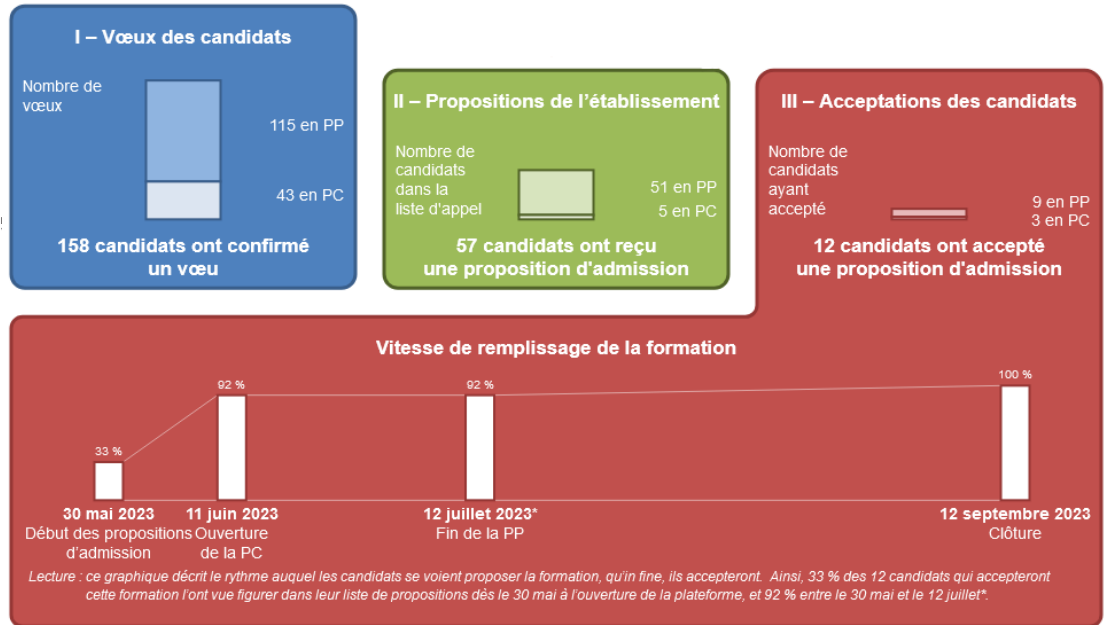 I – Vœux des candidats
Nombre de
vœux
115 en PP
43 en PC
158 candidats ont confirmé
un vœu
II – Propositions de l'établissement
Nombre de
candidats
dans la
liste d'appel
51 en PP
5 en PC
57 candidats ont reçu
une proposition d'admission
III – Acceptations des candidats
Nombre de
candidats
ayant
accepté
9 en PP
3 en PC
12 candidats ont accepté
une proposition d'admission
Vitesse de remplissage de la formation
33 %
92 %
92 %
100 %
30 mai 2023
Début des propositions
d'admission
11 juin 2023
Ouverture
de la PC
12 juillet 2023*
Fin de la PP
12 septembre 2023
Clôture
Lecture : ce graphique décrit le rythme auquel les candidats se voient proposer la formation, qu'in fine, ils accepteront. Ainsi, 33 % des 12 candidats qui accepteront
cette formation l'ont vue figurer dans leur liste de propositions dès le 30 mai à l'ouverture de la plateforme, et 92 % entre le 30 mai et le 12 juillet*.